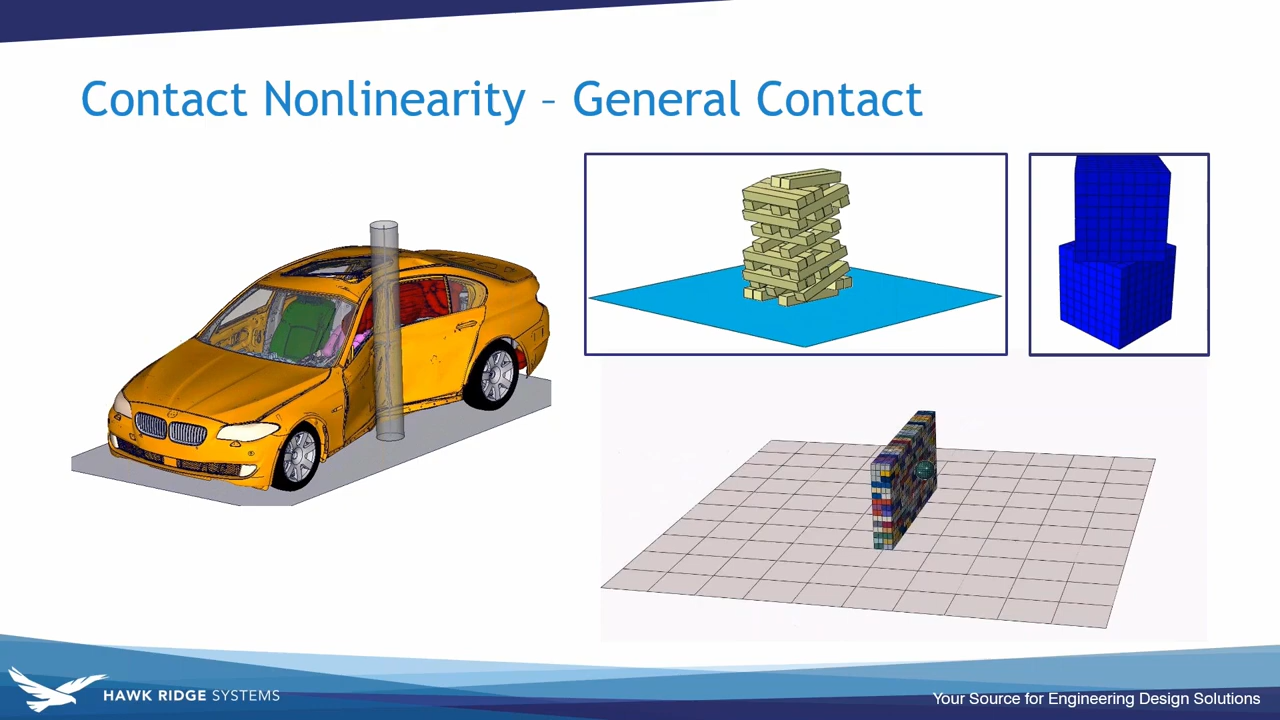 Contact Nonlinearity – General Contact
HAWK RIDGE SYSTEMS
Your Source for Engineering Design Solutions